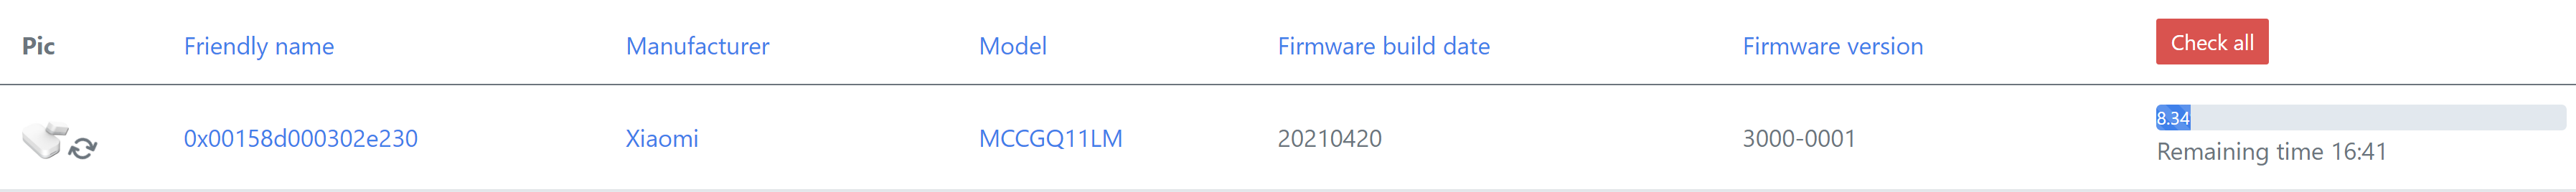 Pic Friendly name Manufacturer Model Firmware build date Firmware version Check all
0x00158d000302e230 Xiaomi MCCGQ11LM 20210420 3000-0001 8.34
Remaining time 16:41